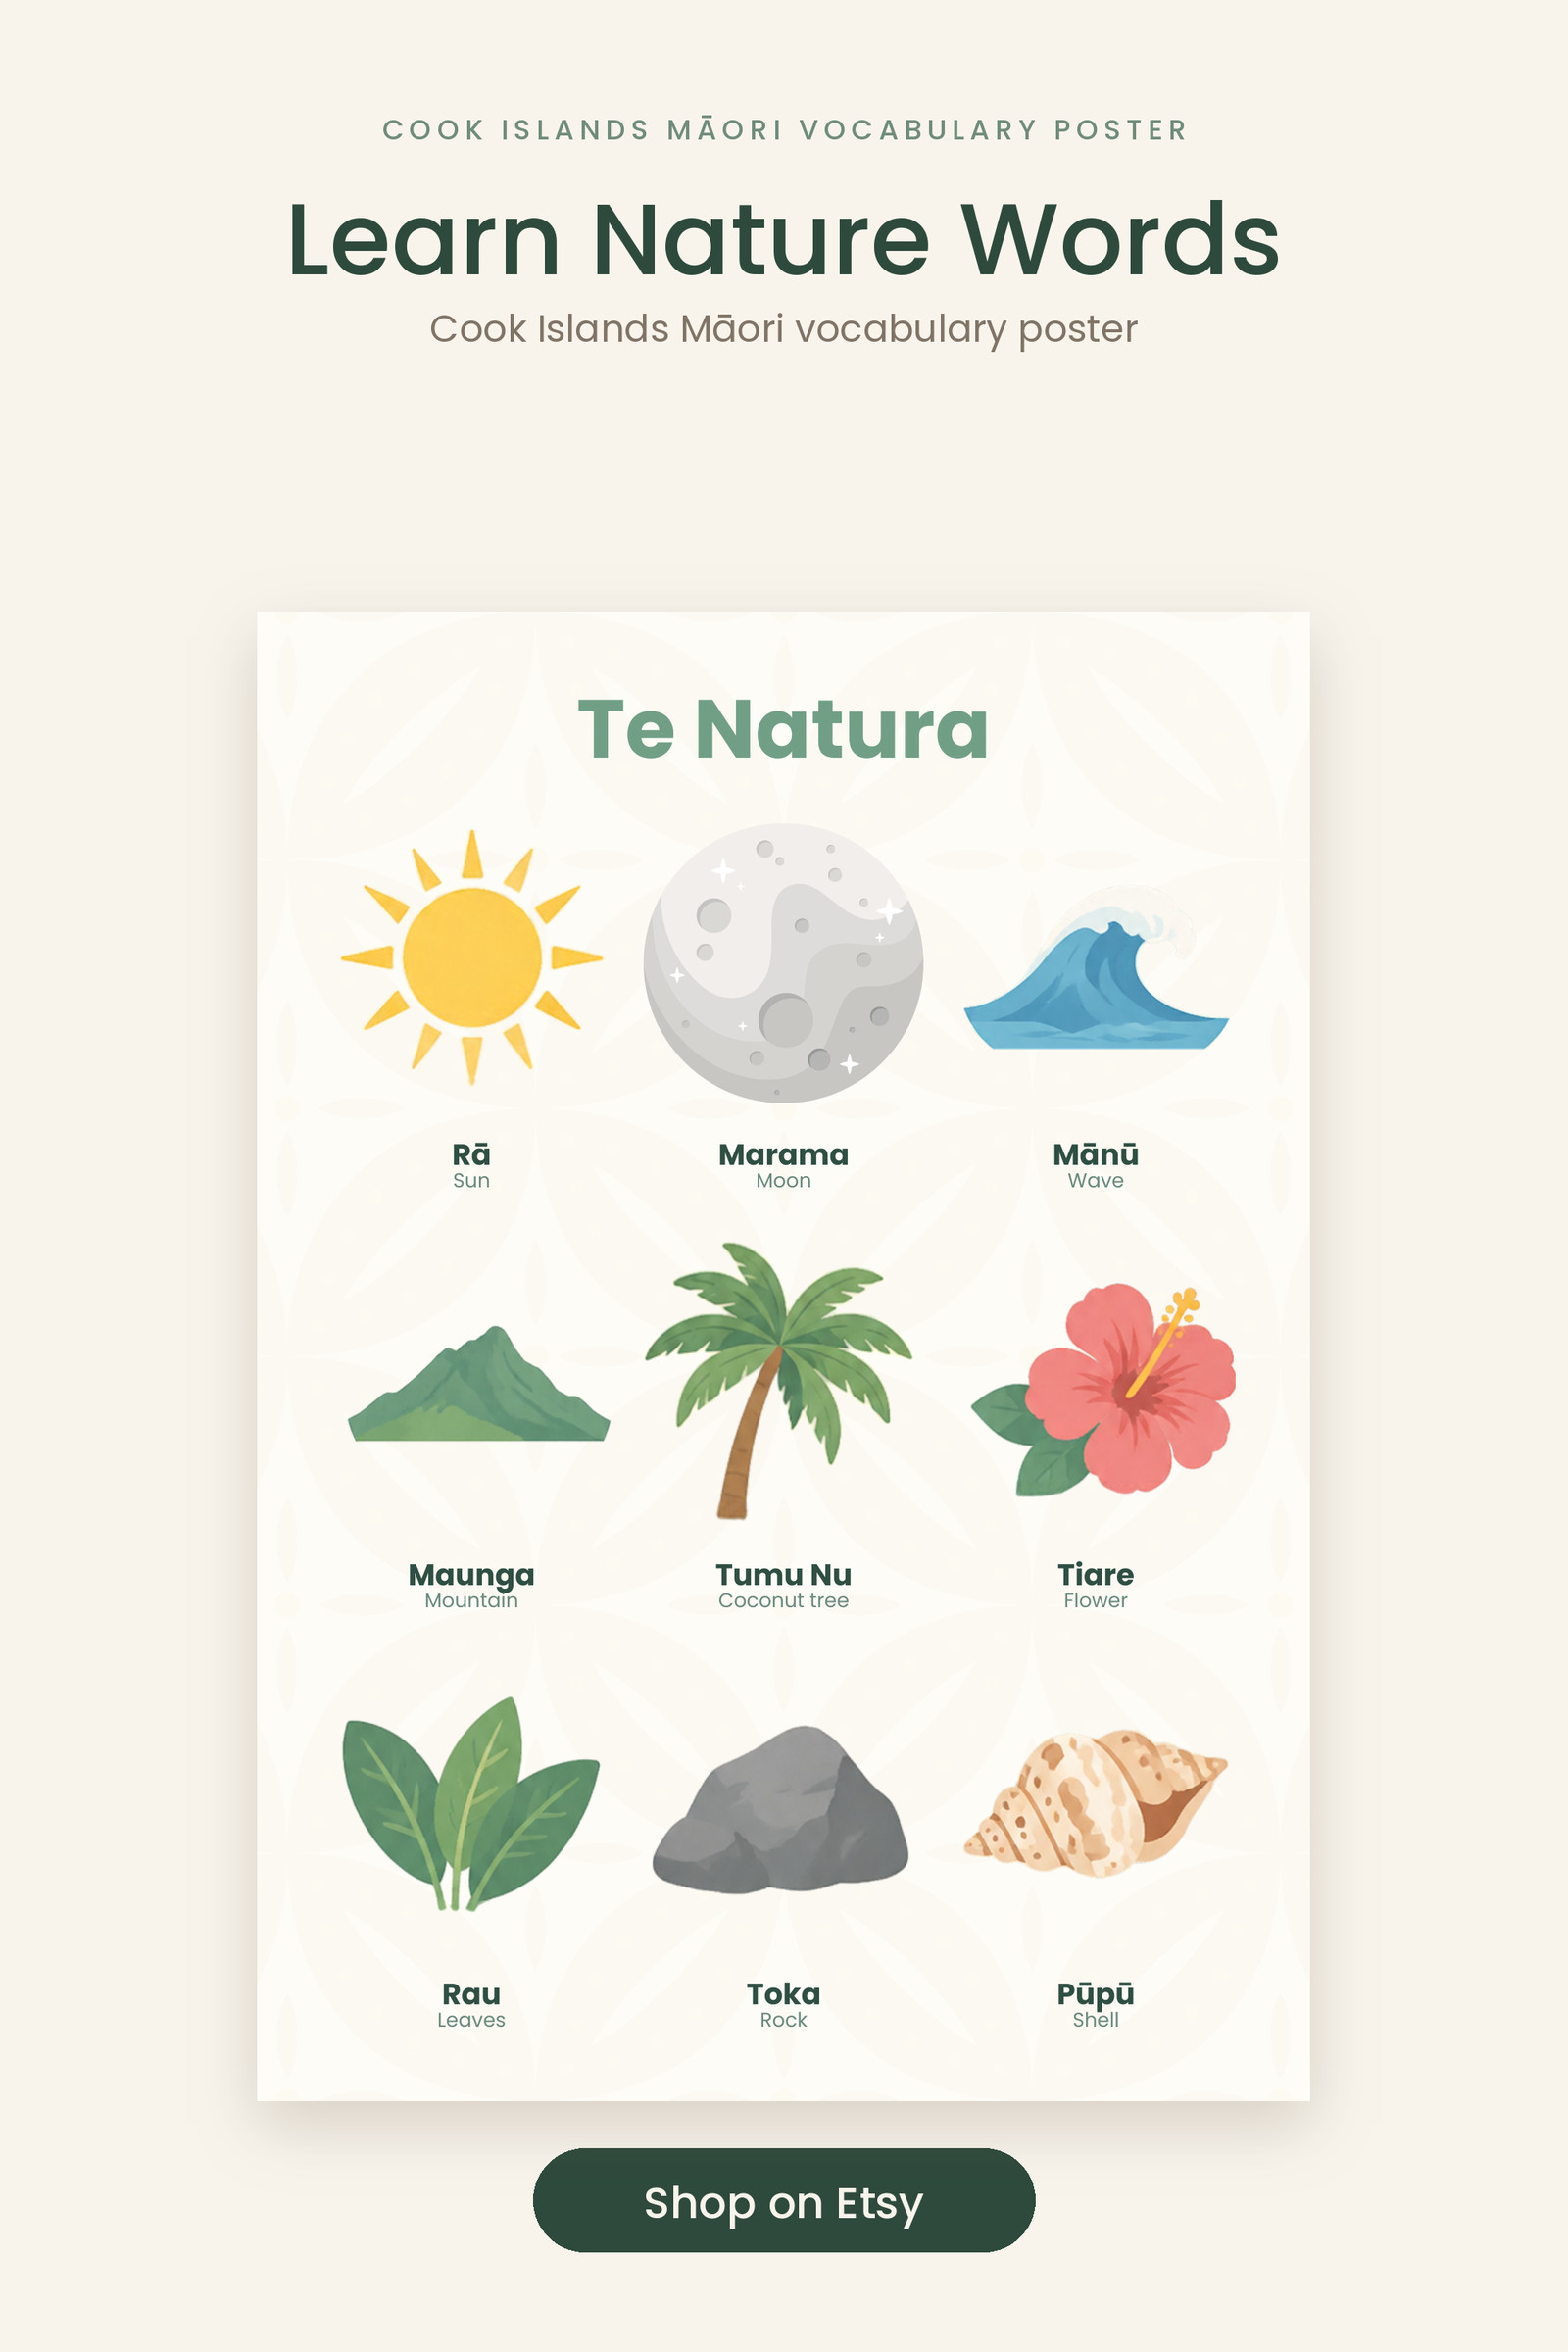 COOK ISLANDS MĀORI VOCABULARY POSTER
Learn Nature Words
Cook Islands Māori vocabulary poster
Te Natura
Rā
Sun
Marama
Moon
Mānū
Wave
Maunga
Mountain
Tumu Nu
Coconut tree
Tiare
Flower
Rau
Leaves
Toka
Rock
Pūpū
Shell
Shop on Etsy